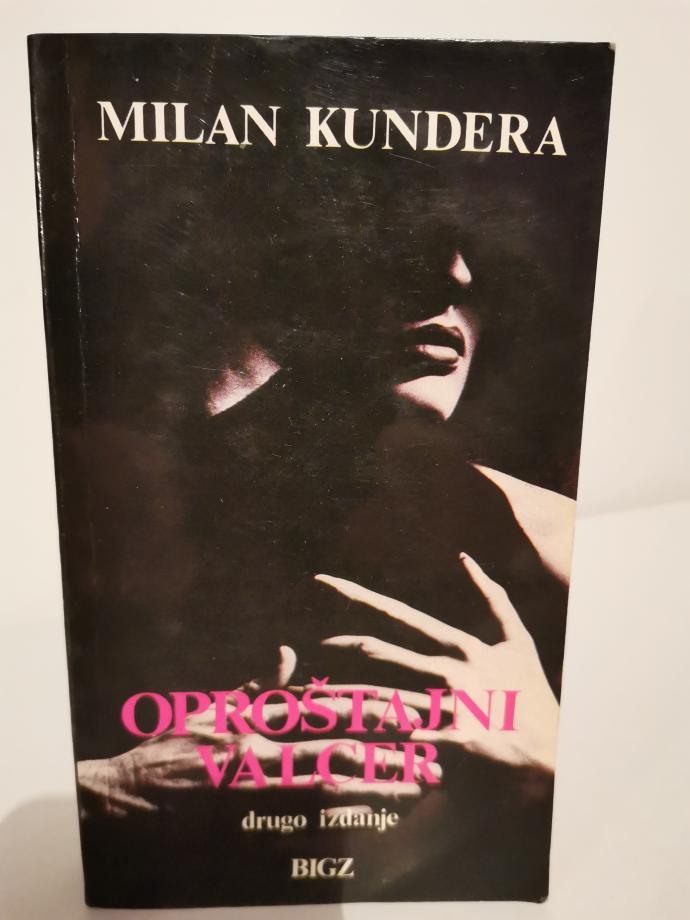 MILAN KUNDERA
OPROŠTAJNI
VALCER
drugo izdanje
BIGZ